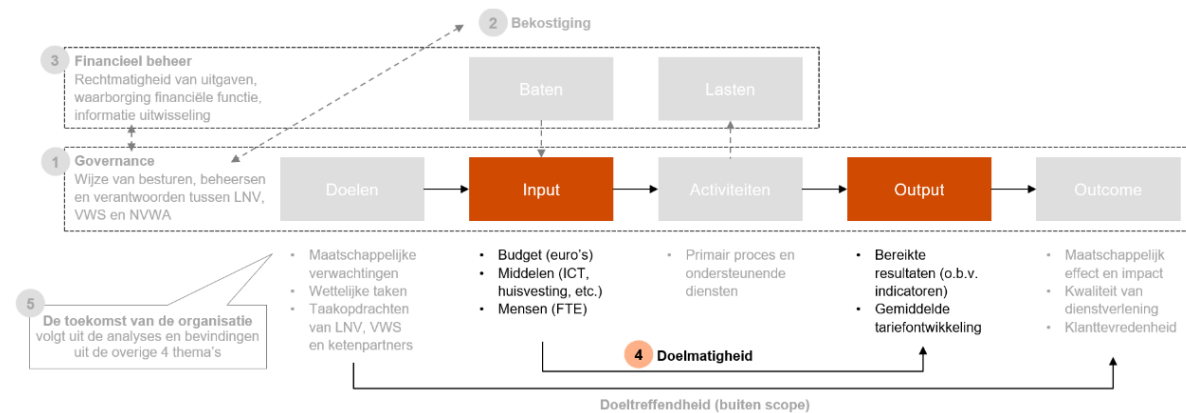 2 Bekostiging
3 Financieel beheer
Rechtmatigheid van uitgaven,
waarborging financiële functie,
informatie uitwisseling
Baten
Lasten
1 Governance
Wijze van besturen, beheersen
en verantwoorden tussen LNV,
VWS en NVWA
Doelen
Input
Activiteiten
Output
Outcome
• Maatschappelijke
verwachtingen
• Wettelijke taken
• Taakopdrachten
van LNV, VWS
en ketenpartners
• Budget (euro's)
• Middelen (ICT,
huisvesting, etc.)
• Mensen (FTE)
• Primair proces en
ondersteunende
diensten
• Bereikte
resultaten (o.b.v.
indicatoren)
• Gemiddelde
tariefontwikkeling
• Maatschappelijk
effect en impact
• Kwaliteit van
dienstverlening
• Klanttevredenheid
5
De toekomst van de organisatie
volgt uit de analyses en bevindingen
uit de overige 4 thema's
4 Doelmatigheid
Doeltreffendheid (buiten scope)